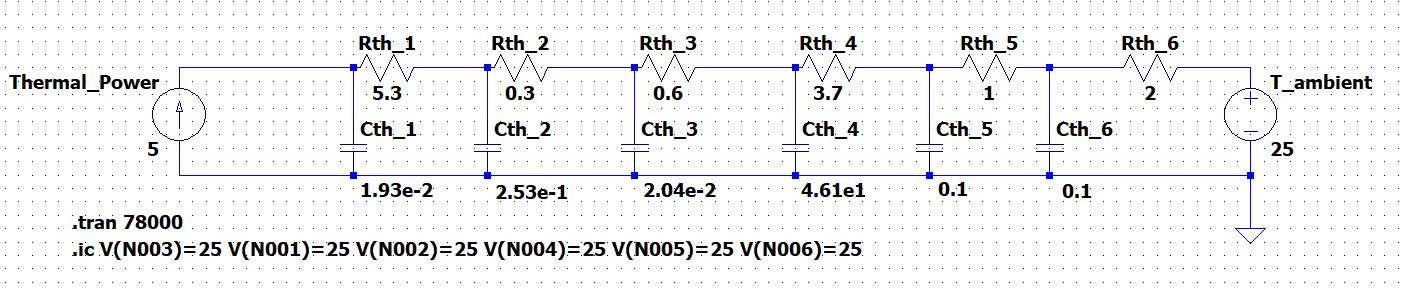 Rth_1 Rth_2 Rth_3 Rth_4 Rth_5 Rth_6
Thermal_Power T_ambient
5.3 0.3 0.6 3.7 1 2
Cth_1 Cth_2 Cth_3 Cth_4 Cth_5 Cth_6
5 25
1.93e-2 2.53e-1 2.04e-2 4.61e1 0.1 0.1
.tran 78000
.ic V(N003)=25 V(N001)=25 V(N002)=25 V(N004)=25 V(N005)=25 V(N006)=25